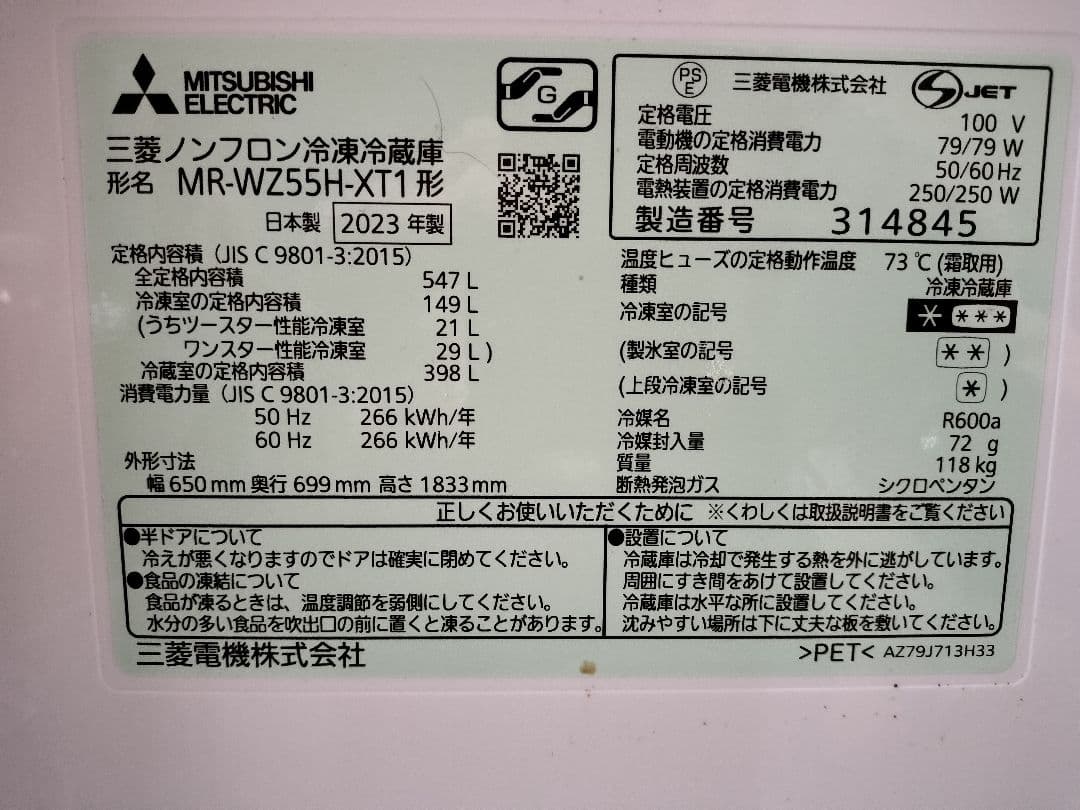 MITSUBISHI
ELECTRIC
G
三菱ノンフロン冷凍冷蔵庫
形名 MR-WZ55H-XT1形
日本製 2023 年製
定格内容積（JIS C 9801-3:2015）
全定格内容積 547 L
冷凍室の定格内容積 149 L
(うちツースター性能冷凍室 21 L
ワンスター性能冷凍室 29 L)
冷蔵室の定格内容積 398 L
消費電力量（JIS C 9801-3:2015）
50 Hz 266 kWh/年
60 Hz 266 kWh/年
外形寸法
幅 650 mm 奥行 699 mm 高さ 1833 mm
PS
E 三菱電機株式会社 S JET
定格電圧 100 V
電動機の定格消費電力 79/79 W
定格周波数 50/60 Hz
電熱装置の定格消費電力 250/250 W
製造番号 314845
温度ヒューズの定格動作温度 73℃(霜取用)
種類 冷凍冷蔵庫
冷凍室の記号 * ***
(製氷室の記号 ** )
(上段冷凍室の記号 * )
冷媒名 R600a
冷媒封入量 72 g
質量 118 kg
断熱発泡ガス シクロペンタン
正しくお使いいただくために ※くわしくは取扱説明書をご覧ください
●半ドアについて
冷えが悪くなりますのでドアは確実に閉めてください。
●食品の凍結について
食品が凍るときは、温度調節を弱側にしてください。
水分の多い食品を吹出口の前に置くと凍ることがあります。
●設置について
冷蔵庫は冷却で発生する熱を外に逃がしています。
周囲にすき間をあけて設置してください。
冷蔵庫は水平な所に設置してください。
沈みやすい場所は下に丈夫な板を敷いてください。
三菱電機株式会社
>PET< AZ79J713H33